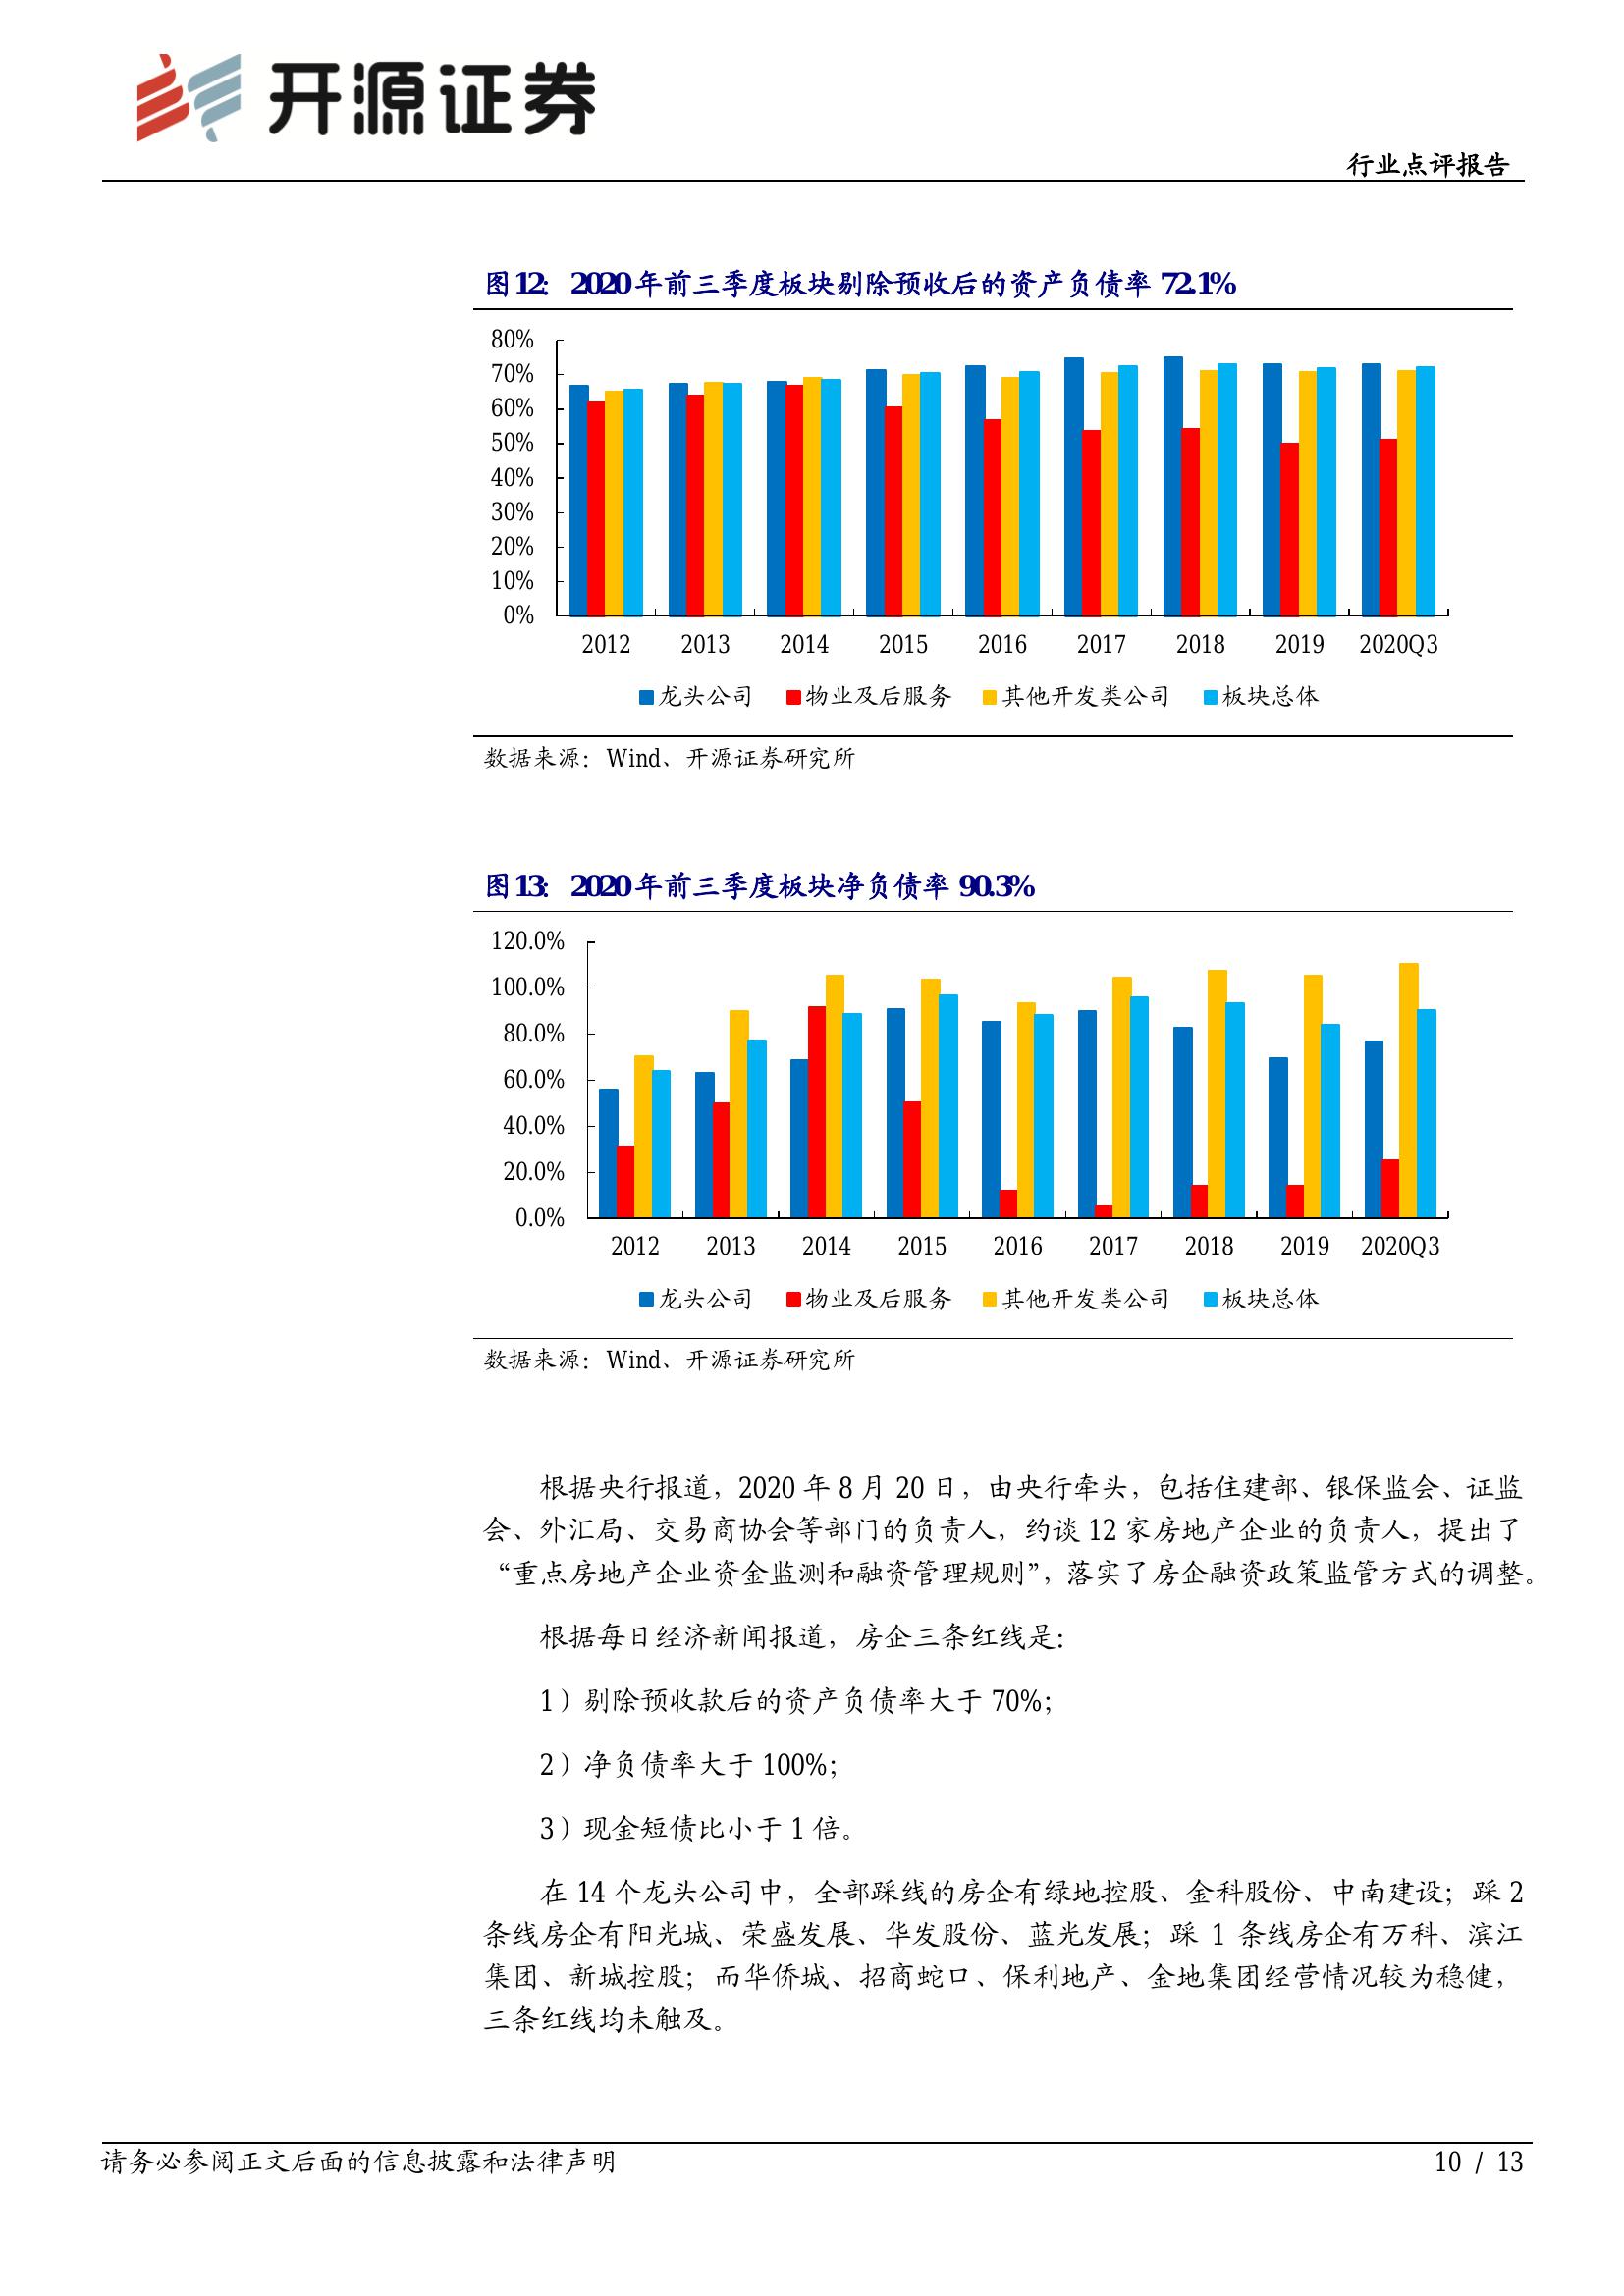 开源证券
行业点评报告
图12： 2020年前三季度板块剔除预收后的资产负债率 72.1%
80%
70%
60%
50%
40%
30%
20%
10%
0%
2012 2013 2014 2015 2016 2017 2018 2019 2020Q3
龙头公司 物业及后服务 其他开发类公司 板块总体
数据来源：Wind、开源证券研究所
图13： 2020年前三季度板块净负债率 90.3%
120.0%
100.0%
80.0%
60.0%
40.0%
20.0%
0.0%
2012 2013 2014 2015 2016 2017 2018 2019 2020Q3
龙头公司 物业及后服务 其他开发类公司 板块总体
数据来源：Wind、开源证券研究所
根据央行报道，2020 年 8 月 20 日，由央行牵头，包括住建部、银保监会、证监
会、外汇局、交易商协会等部门的负责人，约谈 12 家房地产企业的负责人，提出了
“重点房地产企业资金监测和融资管理规则”，落实了房企融资政策监管方式的调整。
根据每日经济新闻报道，房企三条红线是：
1）剔除预收款后的资产负债率大于 70%；
2）净负债率大于 100%；
3）现金短债比小于 1 倍。
在 14 个龙头公司中，全部踩线的房企有绿地控股、金科股份、中南建设；踩 2
条线房企有阳光城、荣盛发展、华发股份、蓝光发展；踩 1 条线房企有万科、滨江
集团、新城控股；而华侨城、招商蛇口、保利地产、金地集团经营情况较为稳健，
三条红线均未触及。
请务必参阅正文后面的信息披露和法律声明
10 / 13